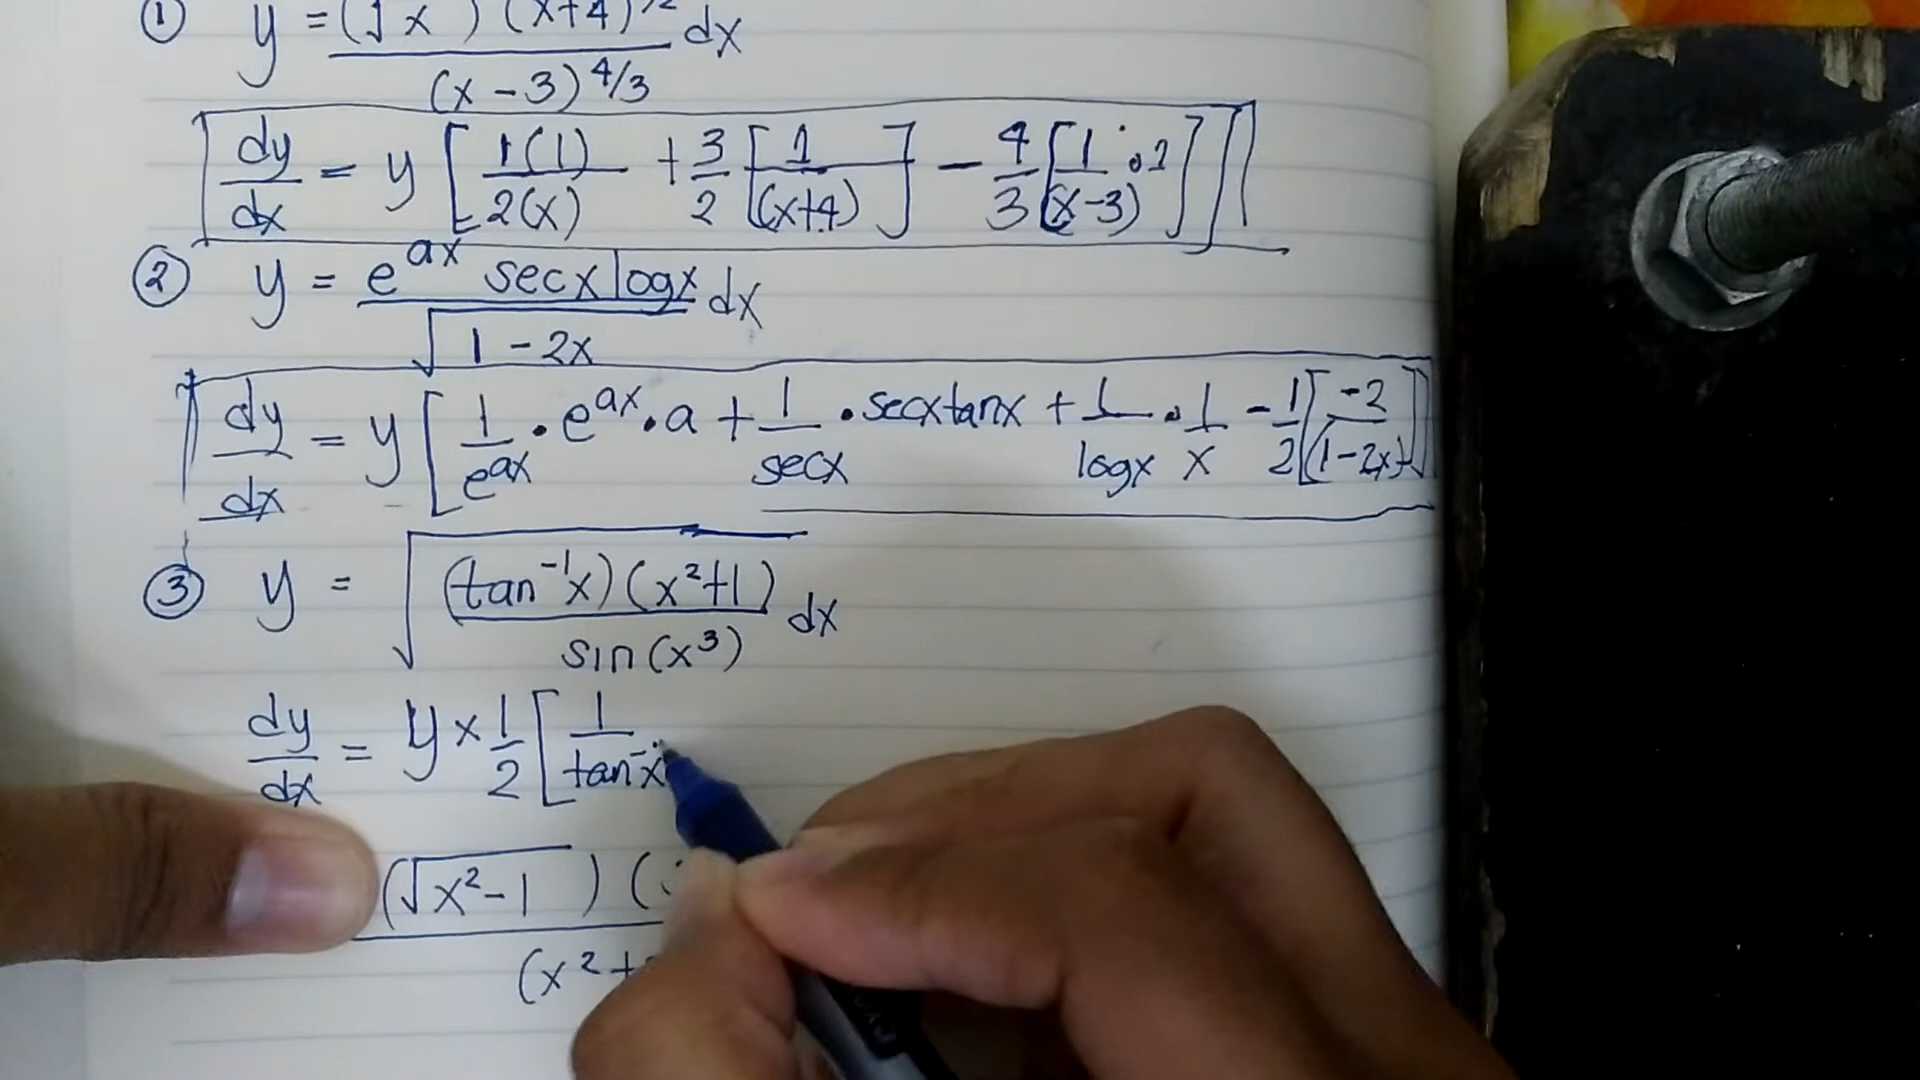 ① y = (√x) (x+4)^3/2 / (x-3)^4/3 dx
dy/dx = y [ 1(1)/2(x) + 3/2 [ 1/(x+4) ] - 4/3 [ 1/(x-3) · 1 ] ]
② y = e^ax secx logx / √1-2x dx
dy/dx = y [ 1/e^ax · e^ax · a + 1/secx · secxtanx + 1/logx · 1/x - 1/2 [ -2/(1-2x) ] ]
③ y = √(tan^-1x)(x²+1) / sin(x³) dx
dy/dx = y × 1/2 [ 1/tan^-x
(√x²-1) (
(x²+